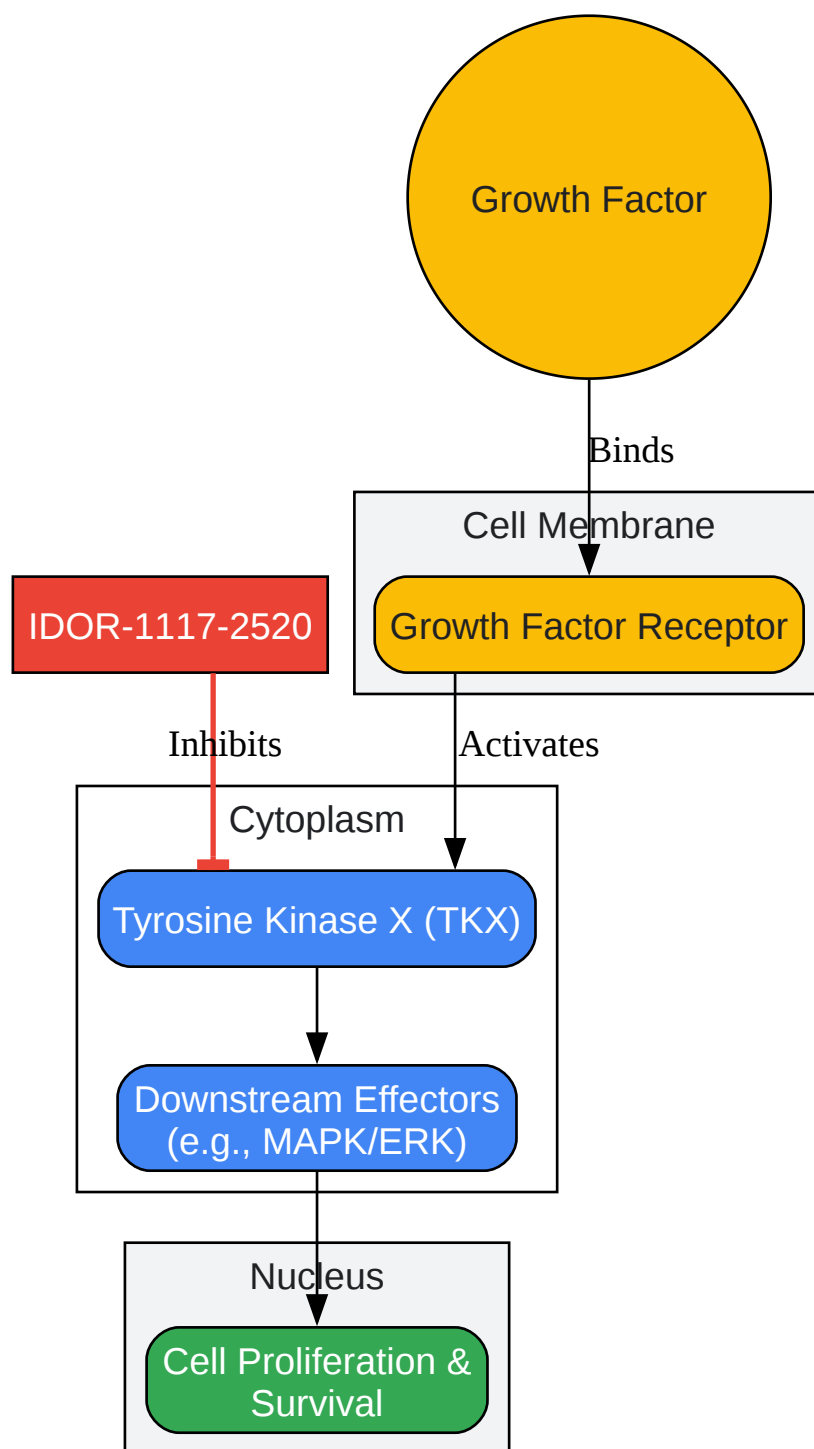 Growth Factor
Binds
Cell Membrane
IDOR-1117-2520
Growth Factor Receptor
Inhibits
Activates
Cytoplasm
Tyrosine Kinase X (TKX)
Downstream Effectors
(e.g., MAPK/ERK)
Nucleus
Cell Proliferation &
Survival